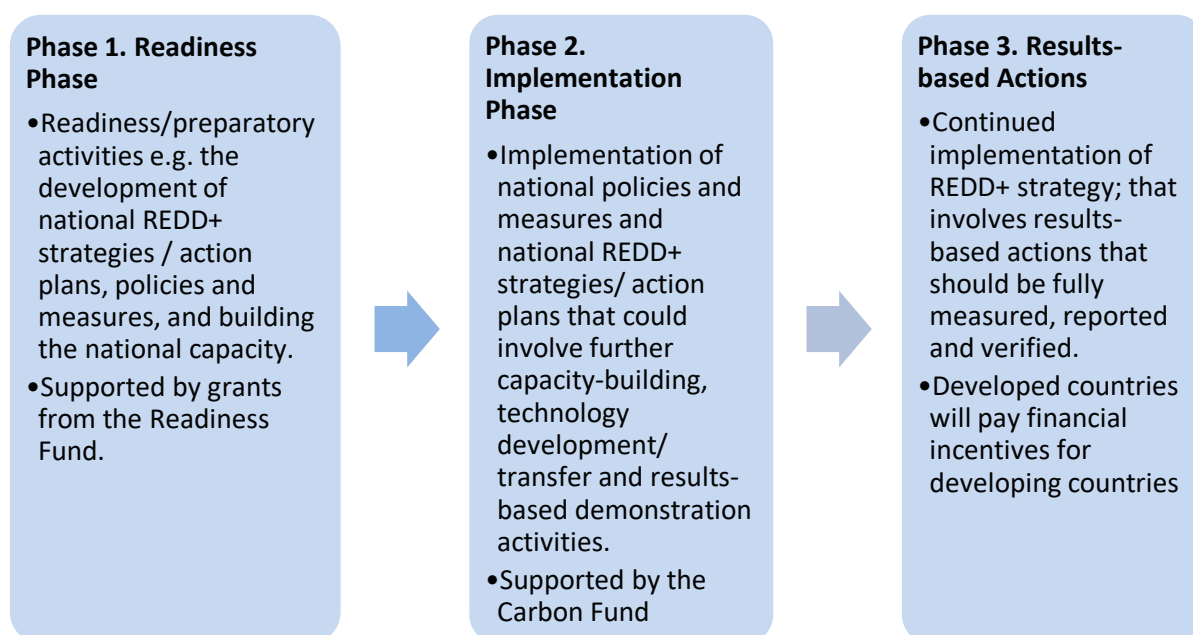 Phase 1. Readiness
Phase
•Readiness/preparatory
activities e.g. the
development of
national REDD+
strategies / action
plans, policies and
measures, and building
the national capacity.
•Supported by grants
from the Readiness
Fund.
Phase 2.
Implementation
Phase
•Implementation of
national policies and
measures and
national REDD+
strategies/ action
plans that could
involve further
capacity-building,
technology
development/
transfer and results-
based demonstration
activities.
•Supported by the
Carbon Fund
Phase 3. Results-
based Actions
•Continued
implementation of
REDD+ strategy; that
involves results-
based actions that
should be fully
measured, reported
and verified.
•Developed countries
will pay financial
incentives for
developing countries